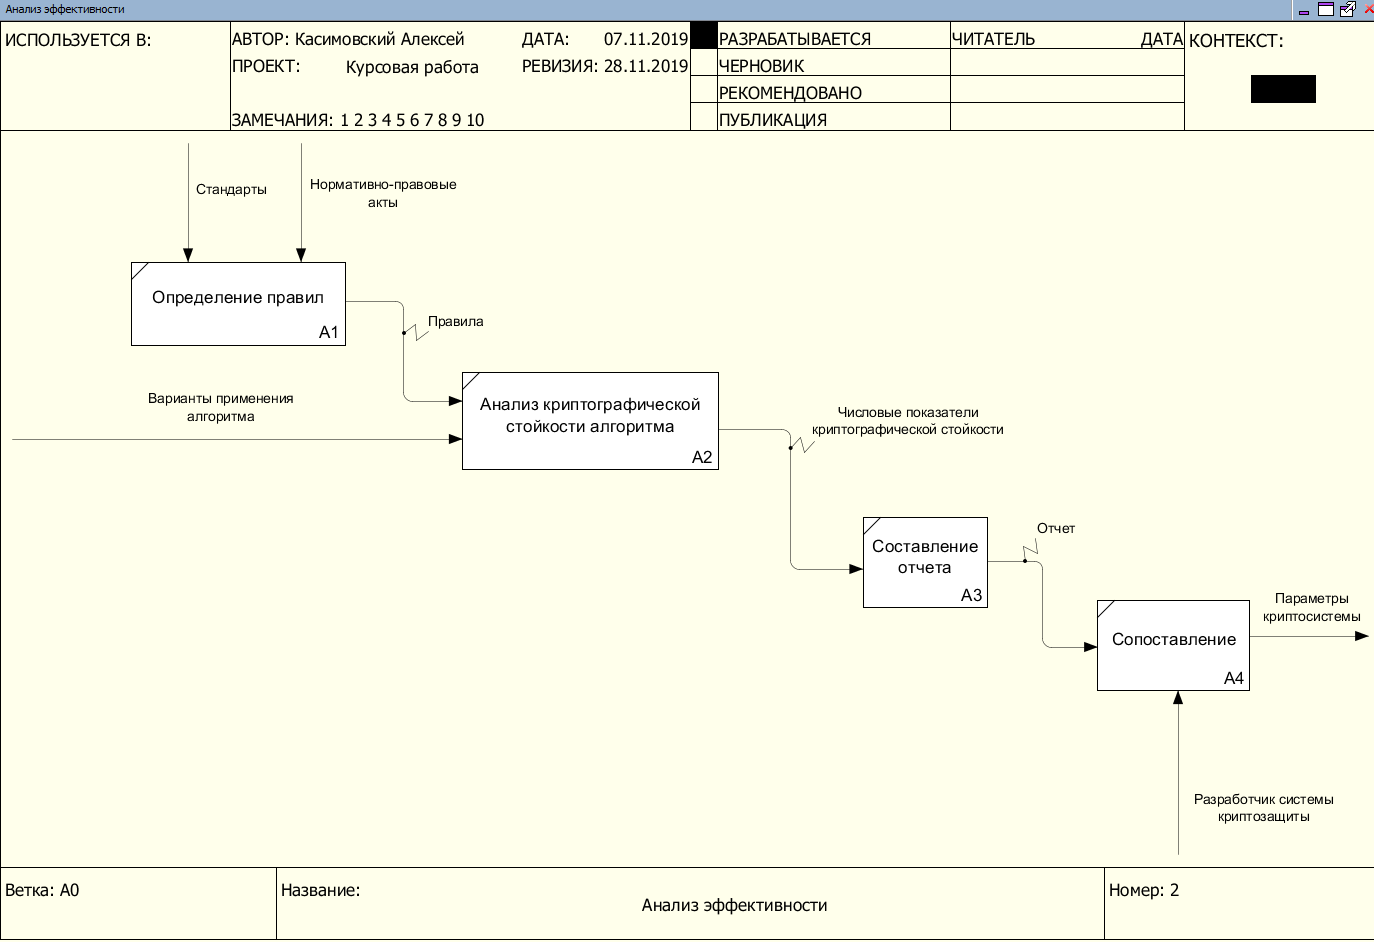 Анализ эффективности
ИСПОЛЬЗУЕТСЯ В:
АВТОР: Касимовский Алексей
ДАТА: 07.11.2019
ПРОЕКТ: Курсовая работа
РЕВИЗИЯ: 28.11.2019
ЗАМЕЧАНИЯ: 1 2 3 4 5 6 7 8 9 10
РАЗРАБАТЫВАЕТСЯ
ЧЕРНОВИК
РЕКОМЕНДОВАНО
ПУБЛИКАЦИЯ
ЧИТАТЕЛЬ ДАТА
КОНТЕКСТ:
Стандарты
Нормативно-правовые
акты
Определение правил
A1
Правила
Варианты применения
алгоритма
Анализ криптографической
стойкости алгоритма
A2
Числовые показатели
криптографической стойкости
Составление
отчета
A3
Отчет
Сопоставление
A4
Параметры
криптосистемы
Разработчик системы
криптозащиты
Ветка: A0
Название:
Анализ эффективности
Номер: 2